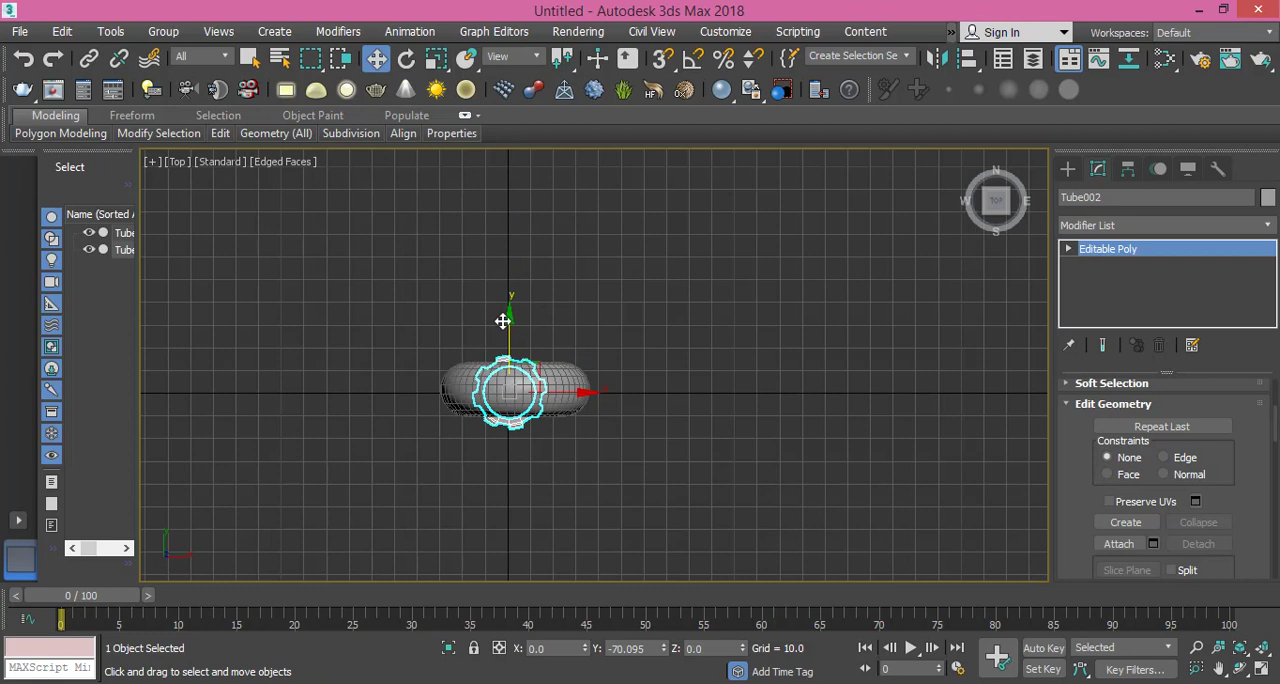 Untitled - Autodesk 3ds Max 2018
File Edit Tools Group Views Create Modifiers Animation Graph Editors Rendering Civil View Customize Scripting Content » Sign In Workspaces: Default
All View Create Selection Se
Modeling Freeform Selection Object Paint Populate
Polygon Modeling Modify Selection Edit Geometry (All) Subdivision Align Properties
Select
[+] [Top] [Standard] [Edged Faces]
N
W TOP E
S
Name (Sorted A
Tube
Tube
y
Tube002
Modifier List
Editable Poly
Soft Selection
Edit Geometry
Repeat Last
Constraints
None Edge
Face Normal
Preserve UVs
Create Collapse
Attach Detach
Slice Plane Split
< 0 / 100 >
0 5 10 15 20 25 30 35 40 45 50 55 60 65 70 75 80 85 90 95 100
1 Object Selected X: 0.0 Y: -70.095 Z: 0.0 Grid = 10.0 Auto Key Selected
MAXScript Mi Click and drag to select and move objects Add Time Tag 0 Set Key Key Filters...